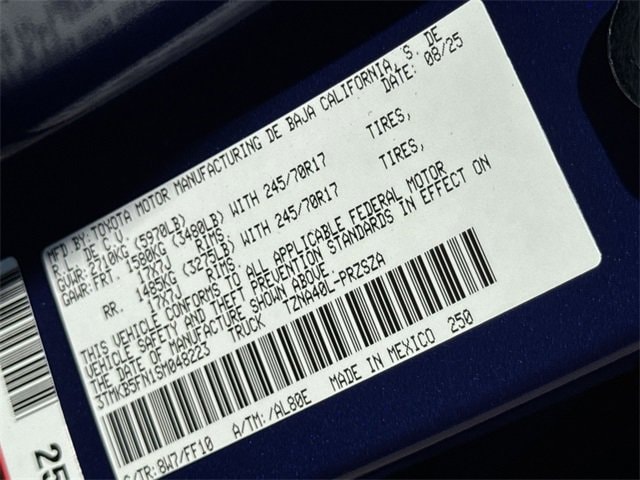 MFD BY: TOYOTA MOTOR MANUFACTURING DE BAJA CALIFORNIA, S. DE
R. L. DE C.V. DATE: 08/25
GVWR: 2710KG (5970LB)
GAWR:FRT. 1580KG (3480LB) WITH 245/70R17 TIRES,
17X7J RIMS,
RR. 1485KG (3275LB) WITH 245/70R17 TIRES,
17X7J RIMS,
THIS VEHICLE CONFORMS TO ALL APPLICABLE FEDERAL MOTOR
VEHICLE SAFETY AND THEFT PREVENTION STANDARDS IN EFFECT ON
THE DATE OF MANUFACTURE SHOWN ABOVE.
3TMKB5FN1SM048223 TRUCK TZNA40L-PRZSZA
C/TR:8W7/FF10 A/TM:/AL80E MADE IN MEXICO 250
25